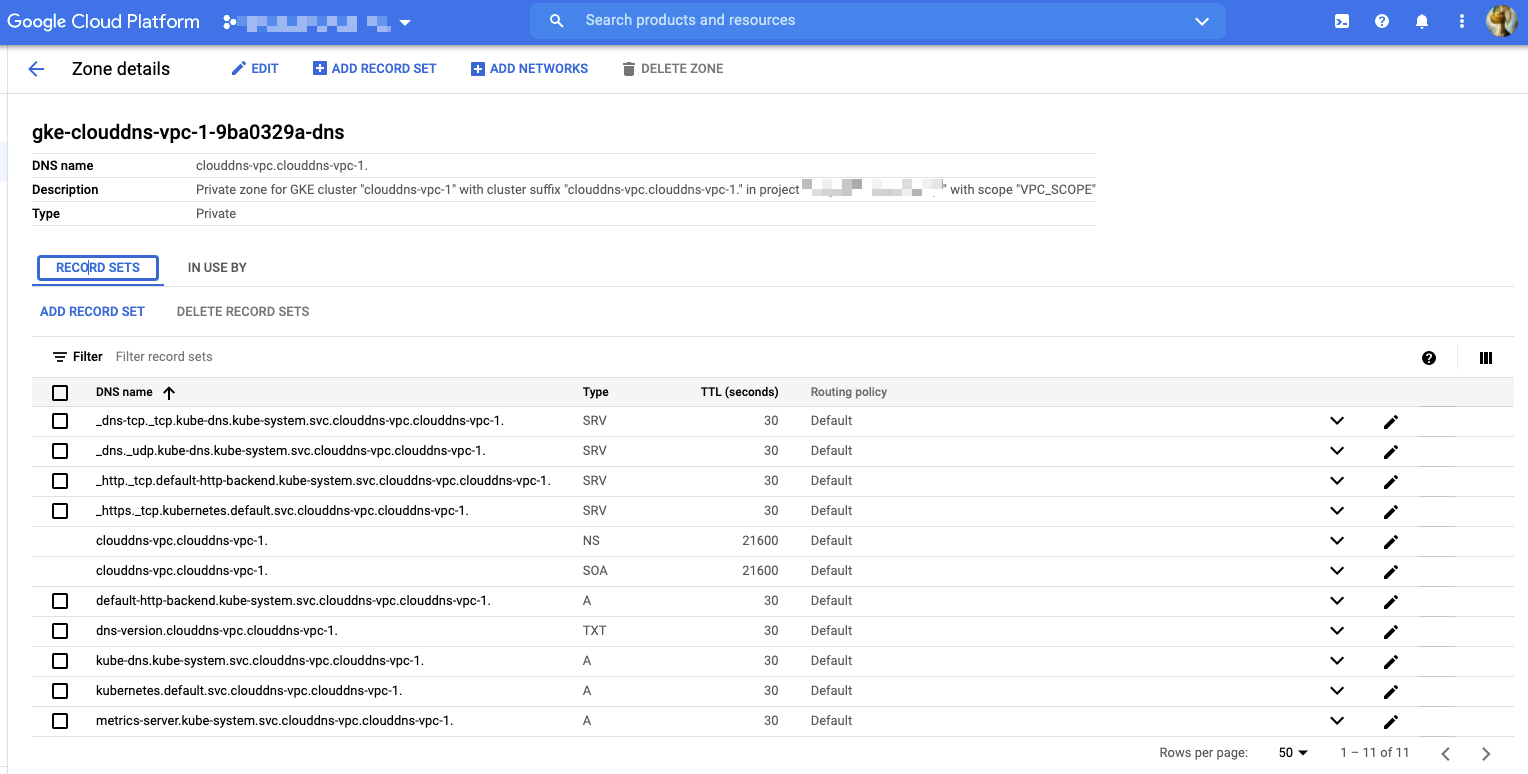 Google Cloud Platform
Search products and resources
Zone details EDIT ADD RECORD SET ADD NETWORKS DELETE ZONE
gke-clouddns-vpc-1-9ba0329a-dns
DNS name clouddns-vpc.clouddns-vpc-1.
Description Private zone for GKE cluster "clouddns-vpc-1" with cluster suffix "clouddns-vpc.clouddns-vpc-1." in project " with scope "VPC_SCOPE"
Type Private
RECORD SETS IN USE BY
ADD RECORD SET DELETE RECORD SETS
Filter Filter record sets
DNS name Type TTL (seconds) Routing policy
_dns-tcp._tcp.kube-dns.kube-system.svc.clouddns-vpc.clouddns-vpc-1. SRV 30 Default
_dns._udp.kube-dns.kube-system.svc.clouddns-vpc.clouddns-vpc-1. SRV 30 Default
_http._tcp.default-http-backend.kube-system.svc.clouddns-vpc.clouddns-vpc-1. SRV 30 Default
_https._tcp.kubernetes.default.svc.clouddns-vpc.clouddns-vpc-1. SRV 30 Default
clouddns-vpc.clouddns-vpc-1. NS 21600 Default
clouddns-vpc.clouddns-vpc-1. SOA 21600 Default
default-http-backend.kube-system.svc.clouddns-vpc.clouddns-vpc-1. A 30 Default
dns-version.clouddns-vpc.clouddns-vpc-1. TXT 30 Default
kube-dns.kube-system.svc.clouddns-vpc.clouddns-vpc-1. A 30 Default
kubernetes.default.svc.clouddns-vpc.clouddns-vpc-1. A 30 Default
metrics-server.kube-system.svc.clouddns-vpc.clouddns-vpc-1. A 30 Default
Rows per page: 50 1 – 11 of 11